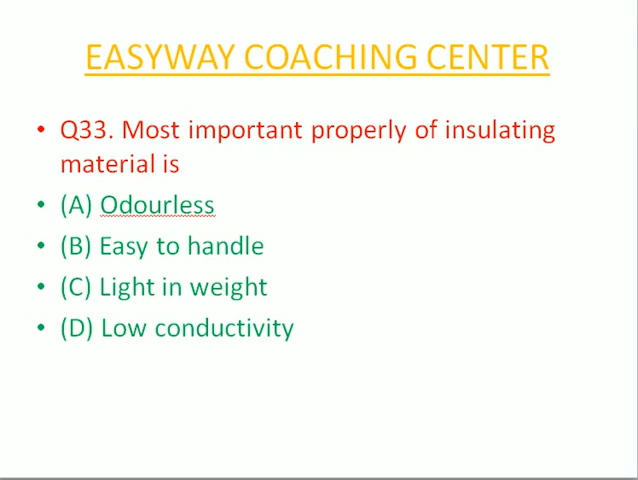 EASYWAY COACHING CENTER
• Q33. Most important properly of insulating
material is
• (A) Odourless
• (B) Easy to handle
• (C) Light in weight
• (D) Low conductivity